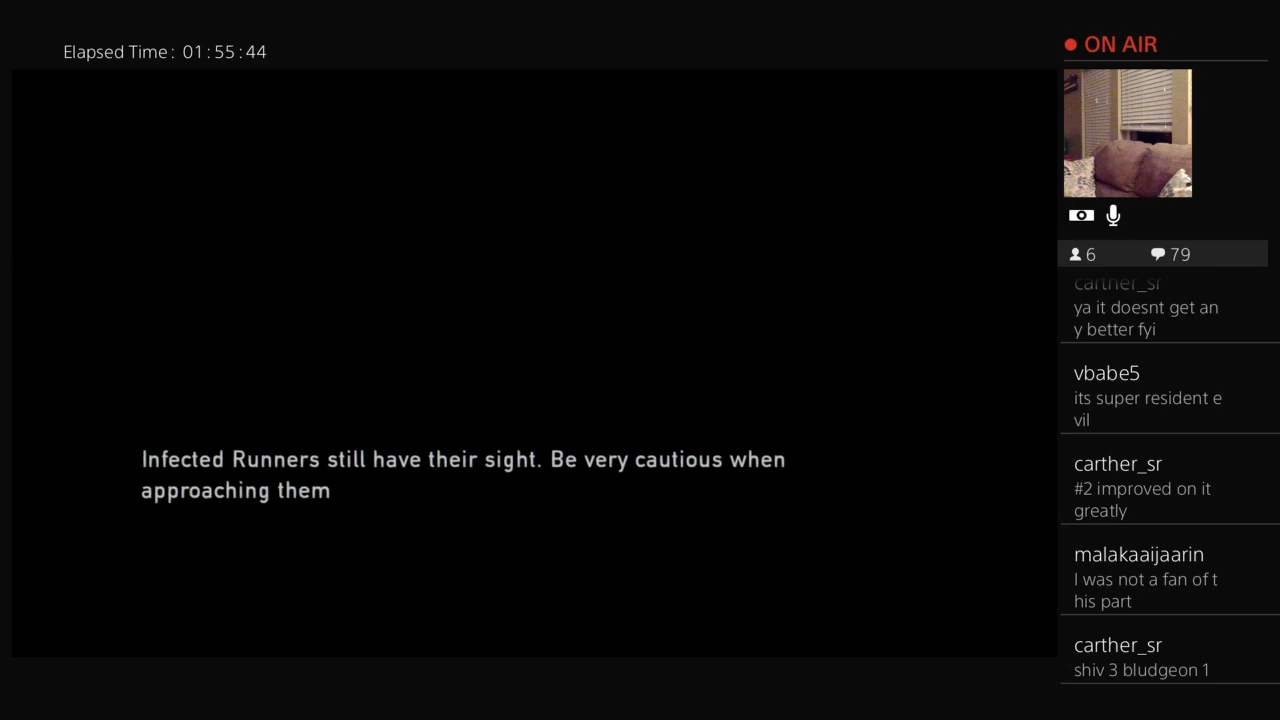 Elapsed Time: 01:55:44
ON AIR
6 79
carther_sr
ya it doesnt get an
y better fyi
vbabe5
its super resident e
vil
carther_sr
#2 improved on it
greatly
malakaaijaarin
I was not a fan of t
his part
carther_sr
shiv 3 bludgeon 1
Infected Runners still have their sight. Be very cautious when
approaching them